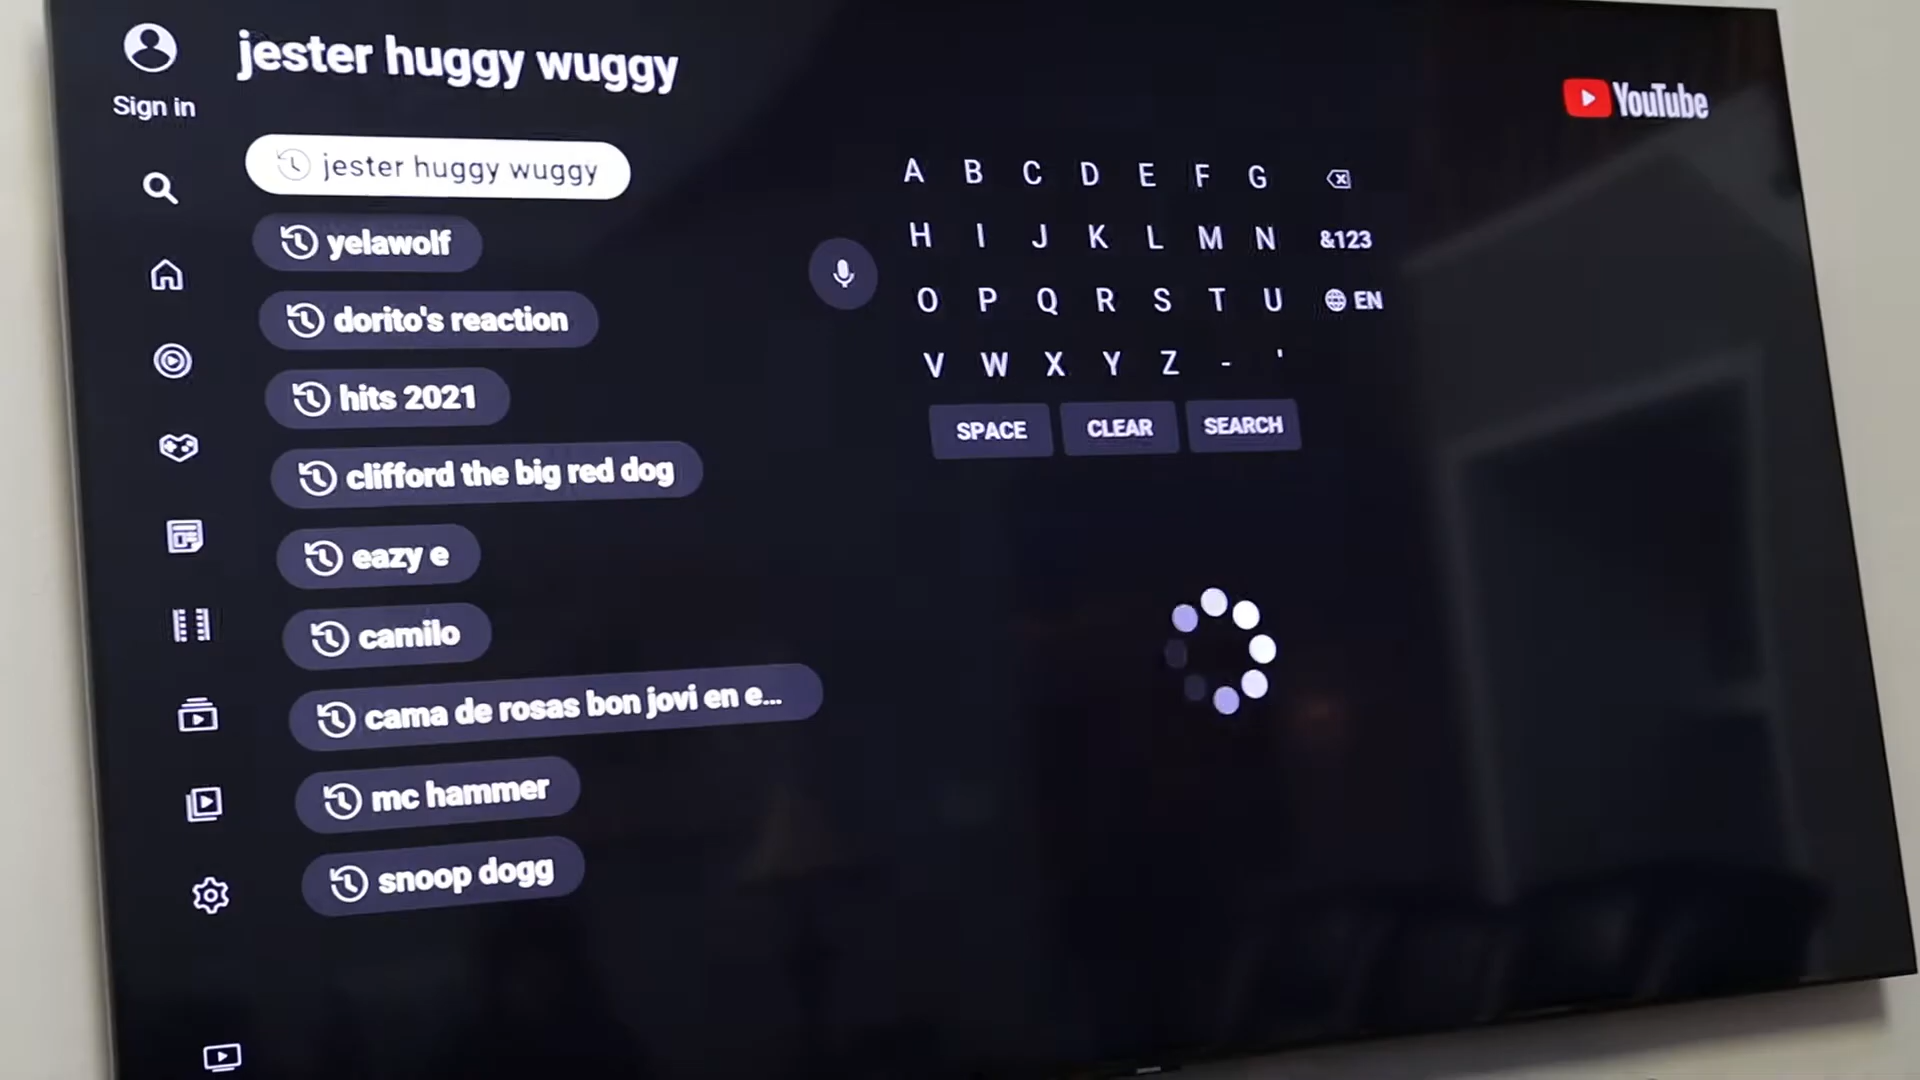 Sign in
jester huggy wuggy
YouTube
jester huggy wuggy
yelawolf
dorito's reaction
hits 2021
clifford the big red dog
eazy e
camilo
cama de rosas bon jovi en e...
mc hammer
snoop dogg
A B C D E F G
H I J K L M N &123
O P Q R S T U EN
V W X Y Z - '
SPACE CLEAR SEARCH